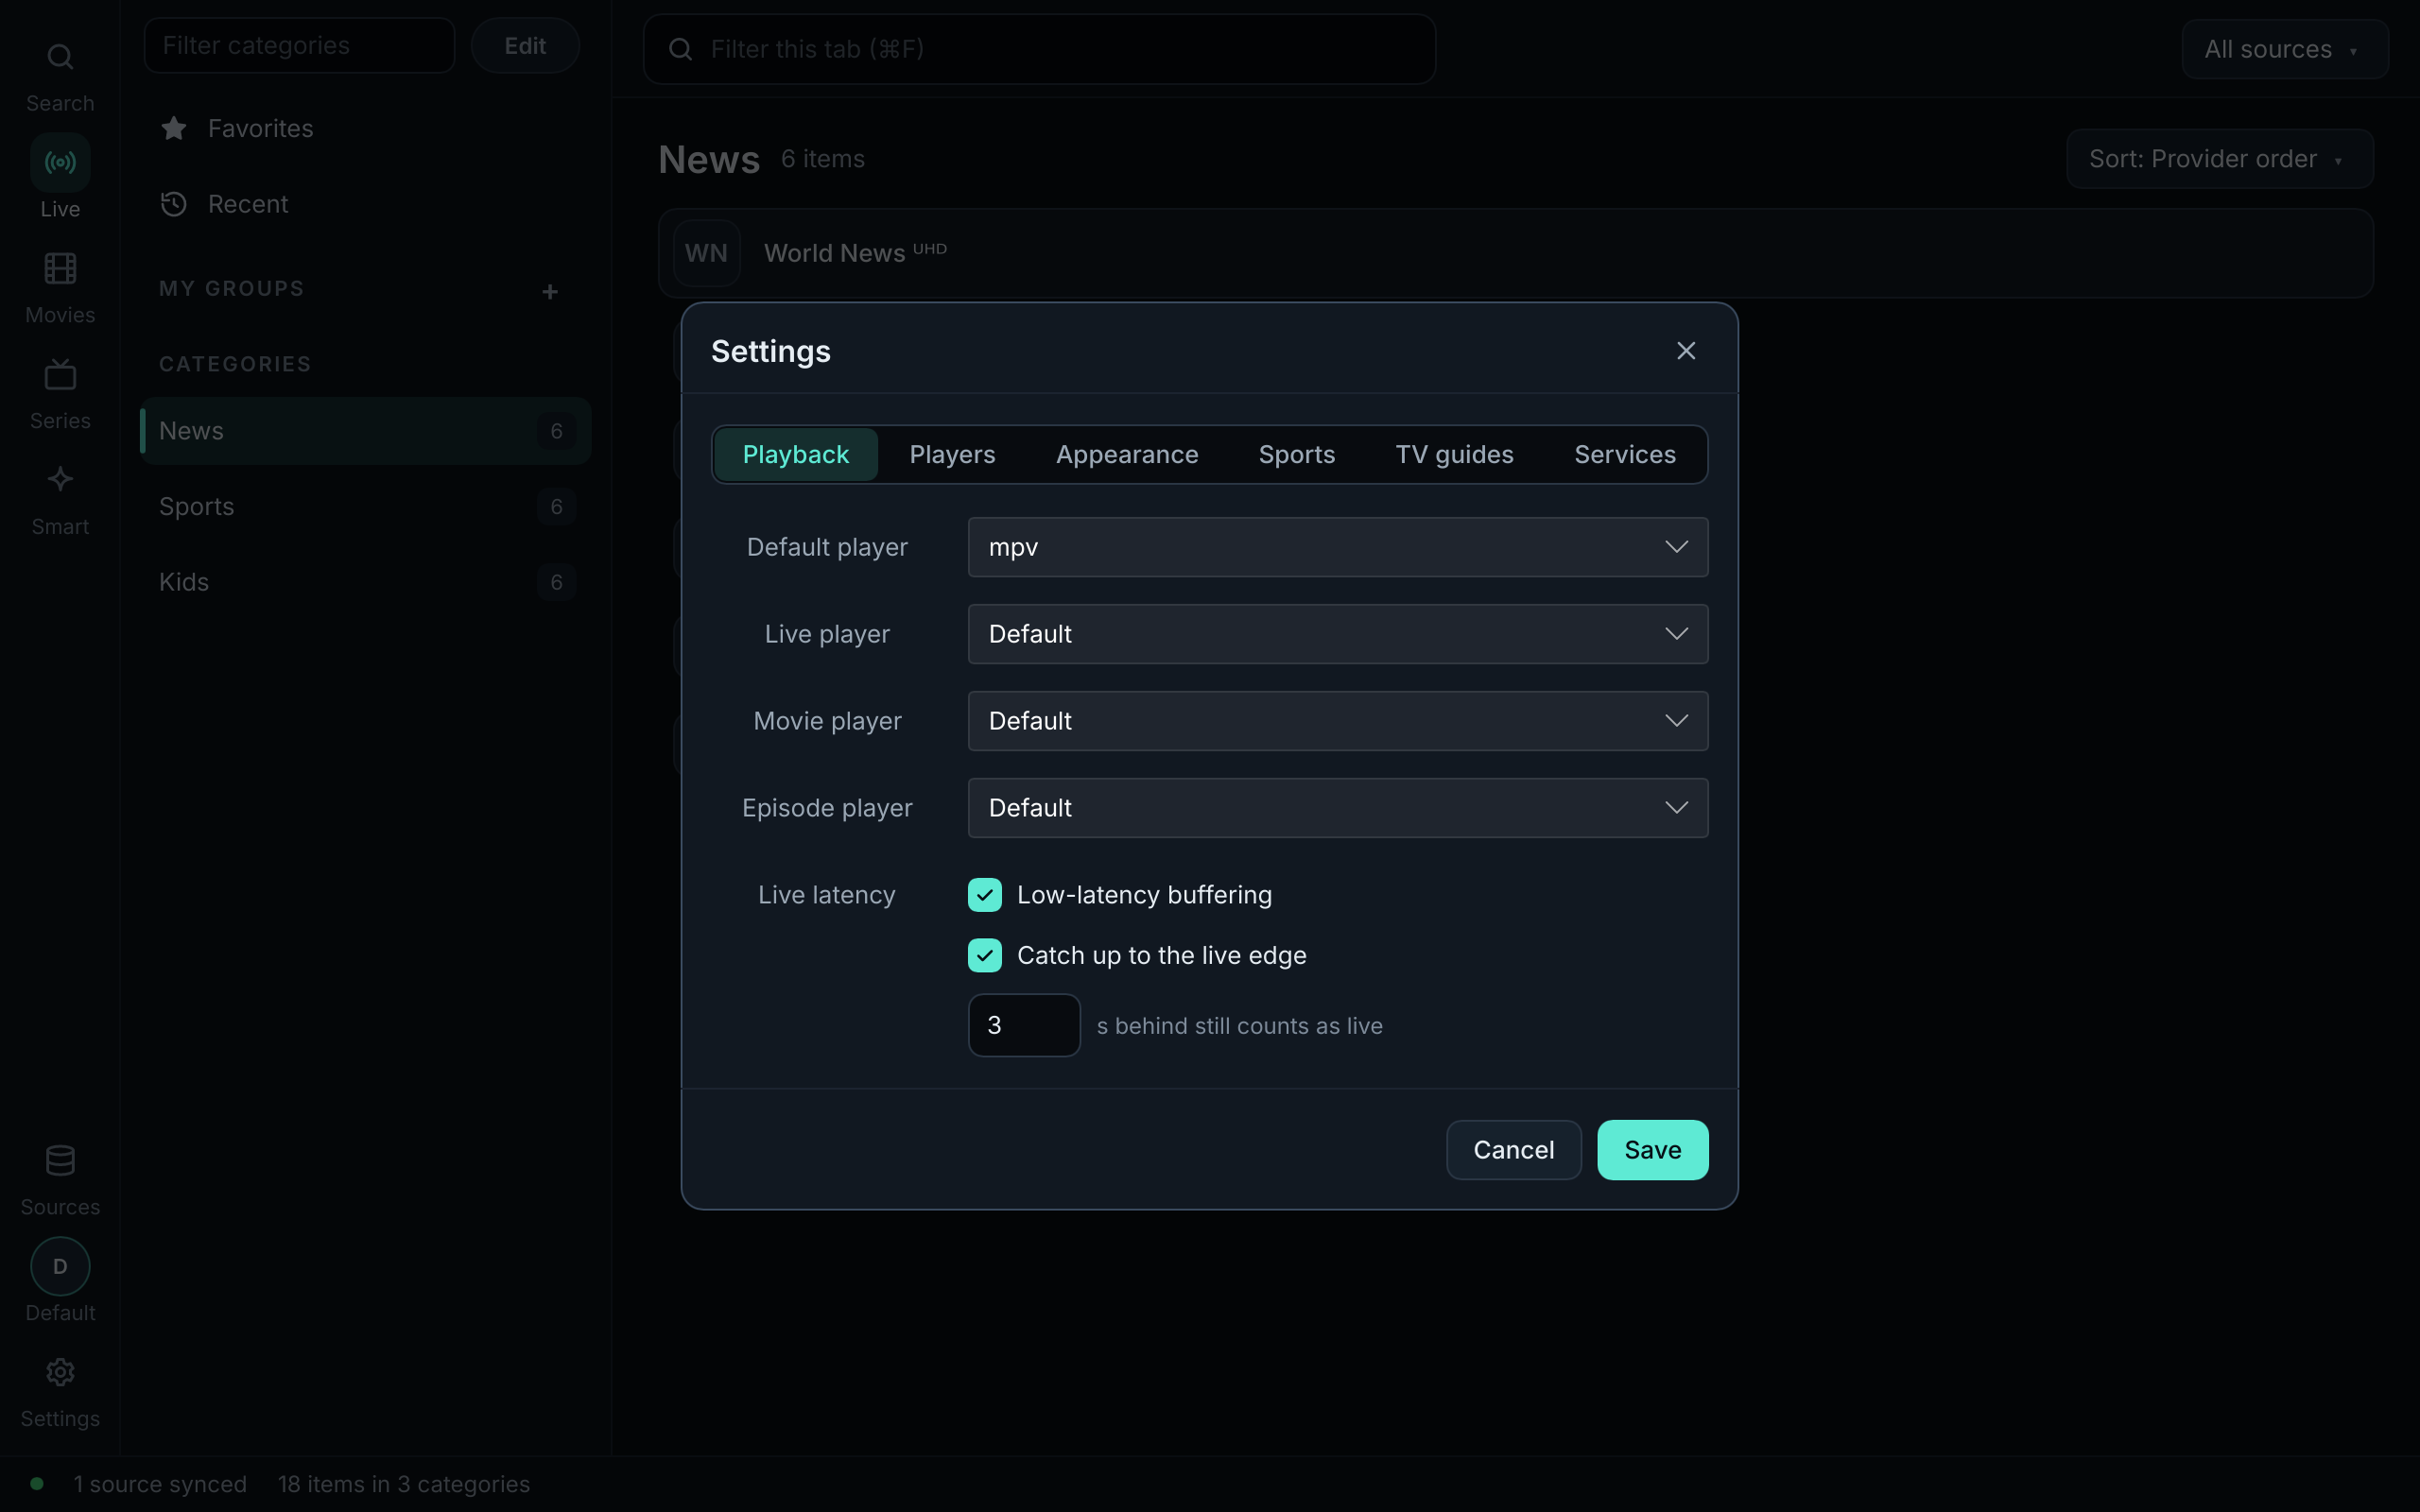 Search
Live
Movies
Series
Smart
Sources
D
Default
Settings
Filter categories
Edit
Favorites
Recent
MY GROUPS +
CATEGORIES
News 6
Sports 6
Kids 6
Filter this tab (⌘F)
All sources
News 6 items
Sort: Provider order
WN World News UHD
Settings
Playback Players Appearance Sports TV guides Services
Default player mpv
Live player Default
Movie player Default
Episode player Default
Live latency Low-latency buffering
Catch up to the live edge
3 s behind still counts as live
Cancel Save
1 source synced 18 items in 3 categories